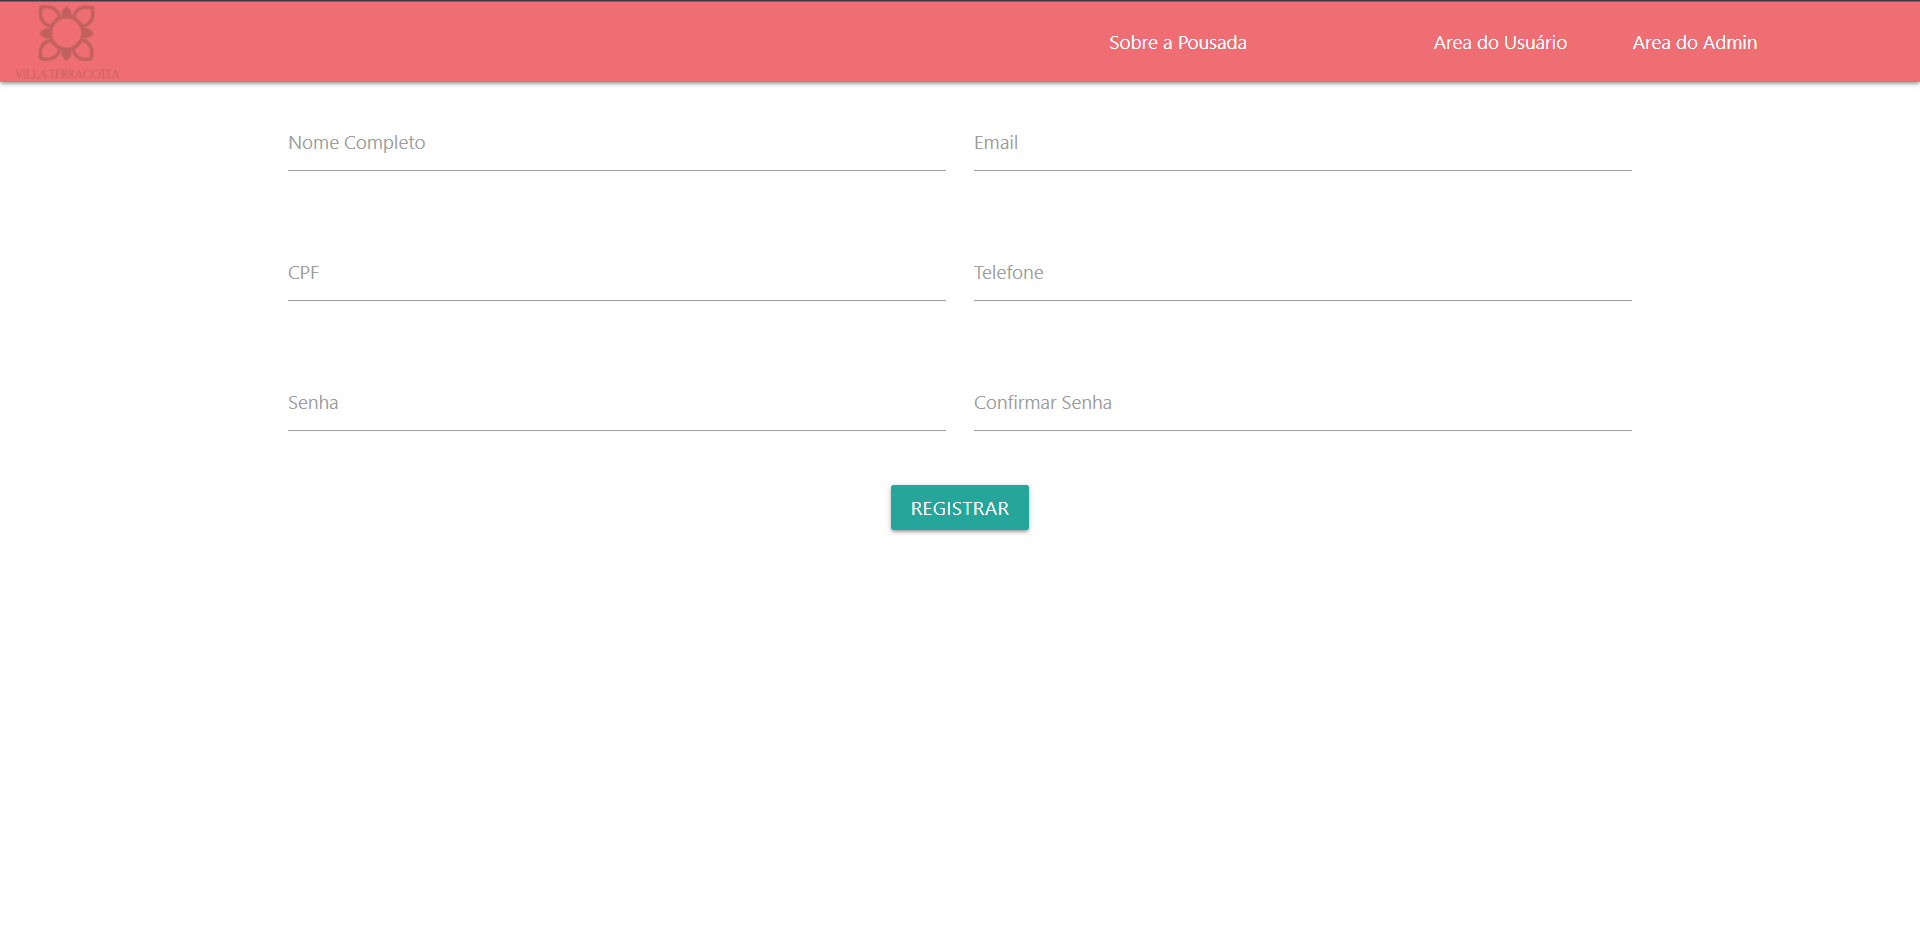 VILLA TERRACOTTA
Sobre a Pousada
Area do Usuário
Area do Admin
Nome Completo
Email
CPF
Telefone
Senha
Confirmar Senha
REGISTRAR